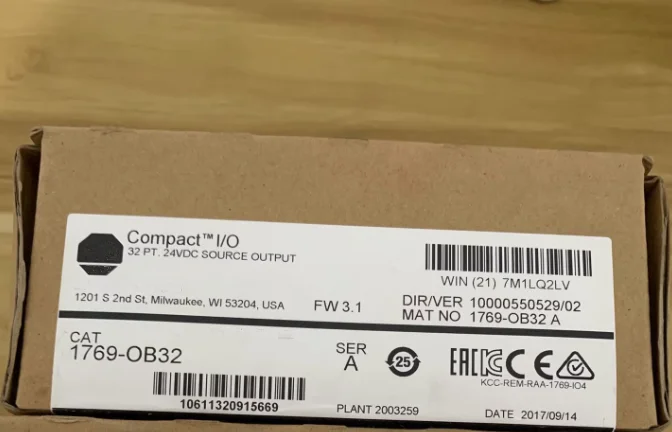 Compact™ I/O
32 PT. 24VDC SOURCE OUTPUT
1201 S 2nd St, Milwaukee, WI 53204, USA
FW 3.1
WIN (21) 7M1LQ2LV
DIR/VER 10000550529/02
MAT NO 1769-OB32 A
CAT
1769-OB32
10611320915669
SER
A
25
PLANT 2003259
EAC CE
KCC-REM-RAA-1769-IO4
DATE 2017/09/14